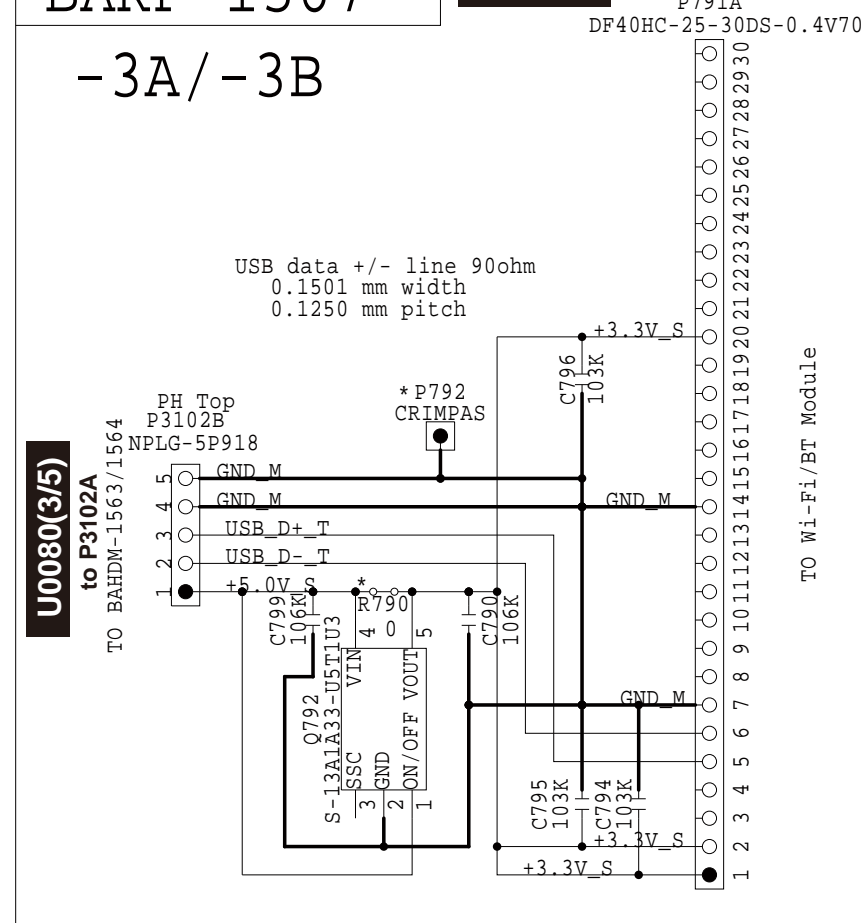 -3A/-3B
P791A
DF40HC-25-30DS-0.4V70
30
29
28
27
26
25
24
23
22
21
20
19
18
17
16
15
14
13
12
11
10
9
8
7
6
5
4
3
2
1
TO Wi-Fi/BT Module
USB data +/- line 90ohm
0.1501 mm width
0.1250 mm pitch
+3.3V_S
C796
103K
* P792
CRIMPAS
PH Top
P3102B
NPLG-5P918
U0080(3/5)
to P3102A
TO BAHDM-1563/1564
5 GND_M
4 GND_M
3 USB_D+_T
2 USB_D-_T
1 +5.0V_S
GND_M
*
R790
0
C799
106K
C790
106K
4
5
VIN
VOUT
Q792
S-13A1A33-U5T1U3
SSC
GND
ON/OFF
3
2
1
GND_M
C795
103K
C794
103K
+3.3V_S
+3.3V_S